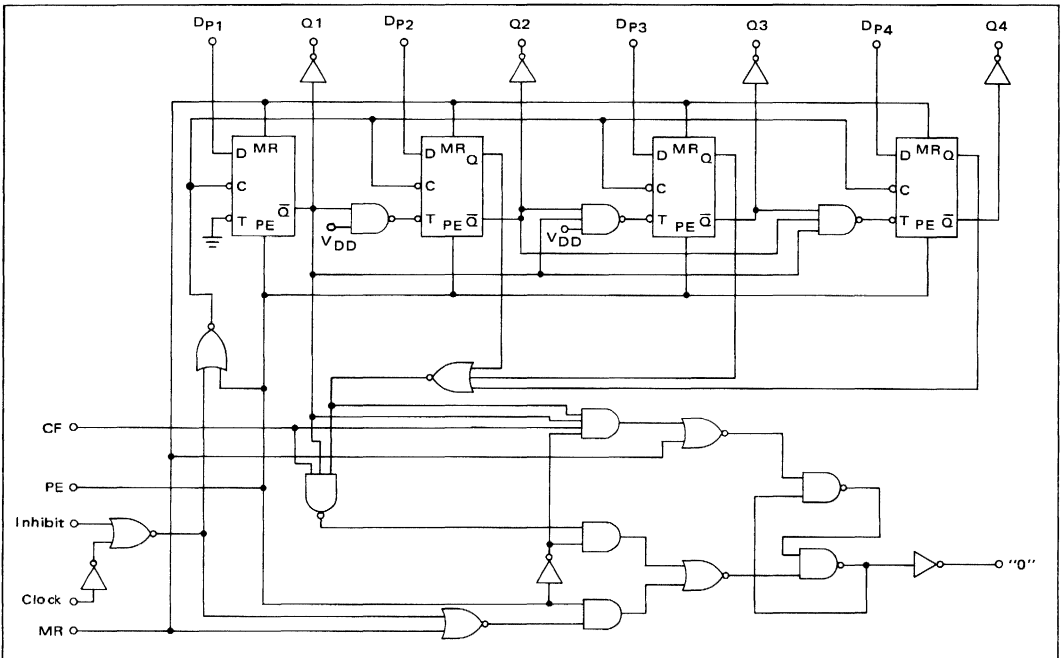 DP1 Q1 DP2 Q2 DP3 Q3 DP4 Q4
D MR D MR Q D MR Q D MR Q
C C C C
T PE Q̅ VDD T PE Q̅ VDD T PE Q̅ T PE Q̅
CF
PE
Inhibit
Clock
MR
"0"